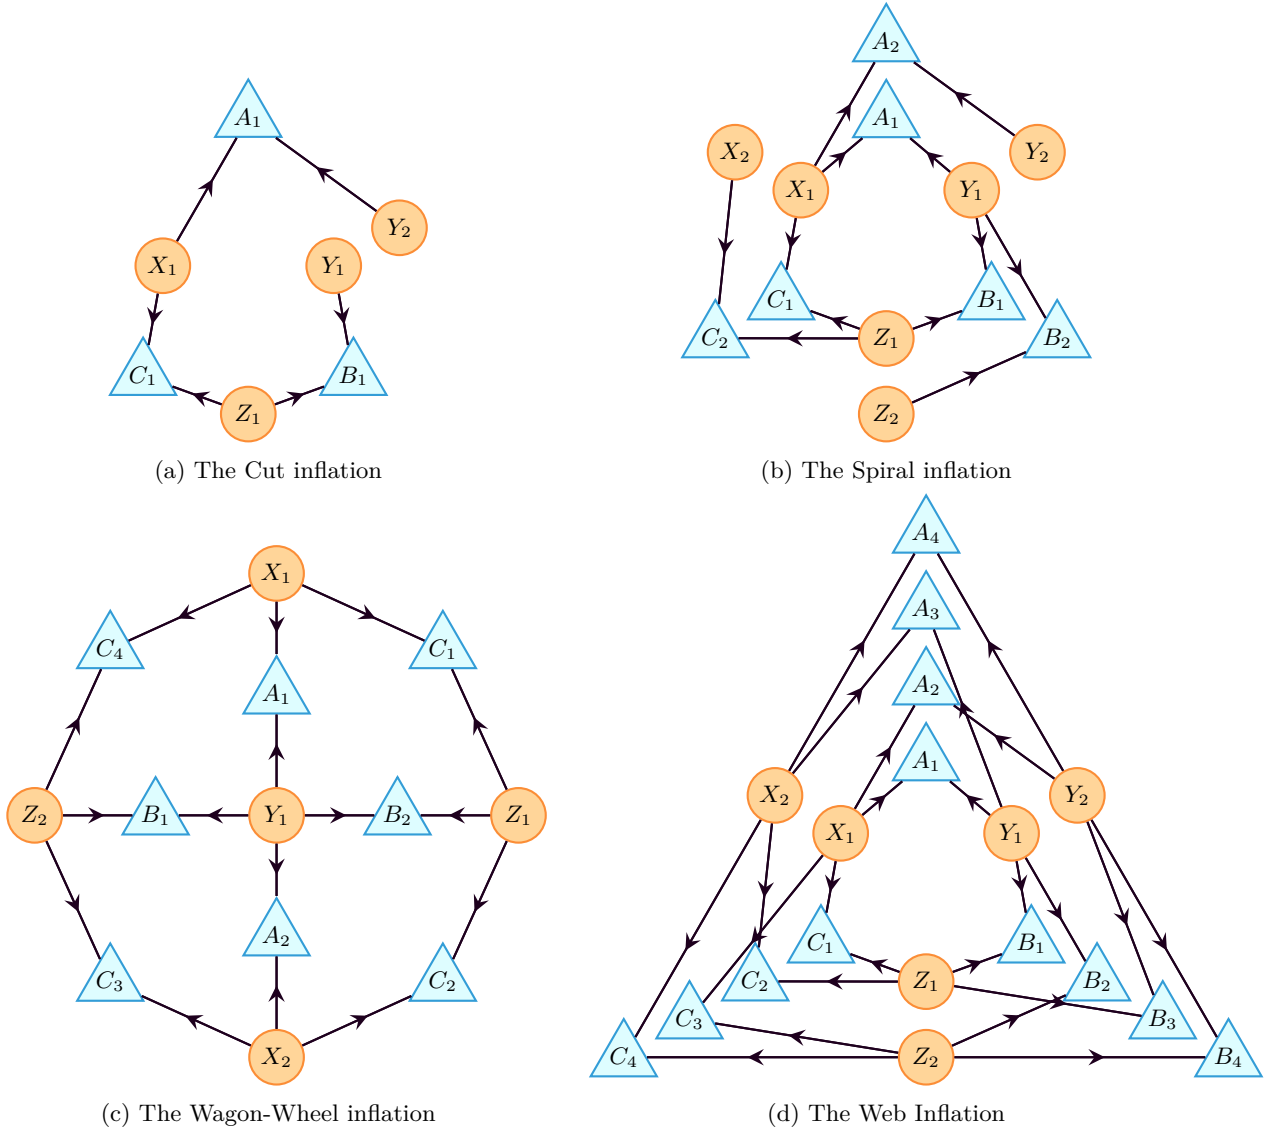 A₂
A₁
A₁
X₂
Y₂
X₁
Y₁
Y₂
X₁
Y₁
C₁
B₁
C₂
Z₁
B₂
C₁
B₁
Z₁
Z₂
(a) The Cut inflation
(b) The Spiral inflation
A₄
X₁
A₃
C₄
C₁
A₂
A₁
A₁
X₂
Y₂
Z₂
B₁
Y₁
B₂
Z₁
X₁
Y₁
A₂
C₁
B₁
C₃
C₂
C₂
Z₁
B₂
C₃
B₃
X₂
C₄
Z₂
B₄
(c) The Wagon-Wheel inflation
(d) The Web Inflation